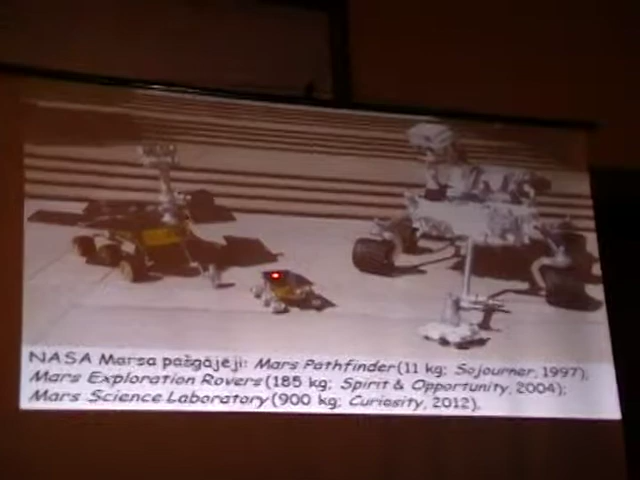 NASA Marsa pašgājēji: Mars Pathfinder (11 kg; Sojourner, 1997);
Mars Exploration Rovers (185 kg; Spirit & Opportunity, 2004);
Mars Science Laboratory (900 kg; Curiosity, 2012).